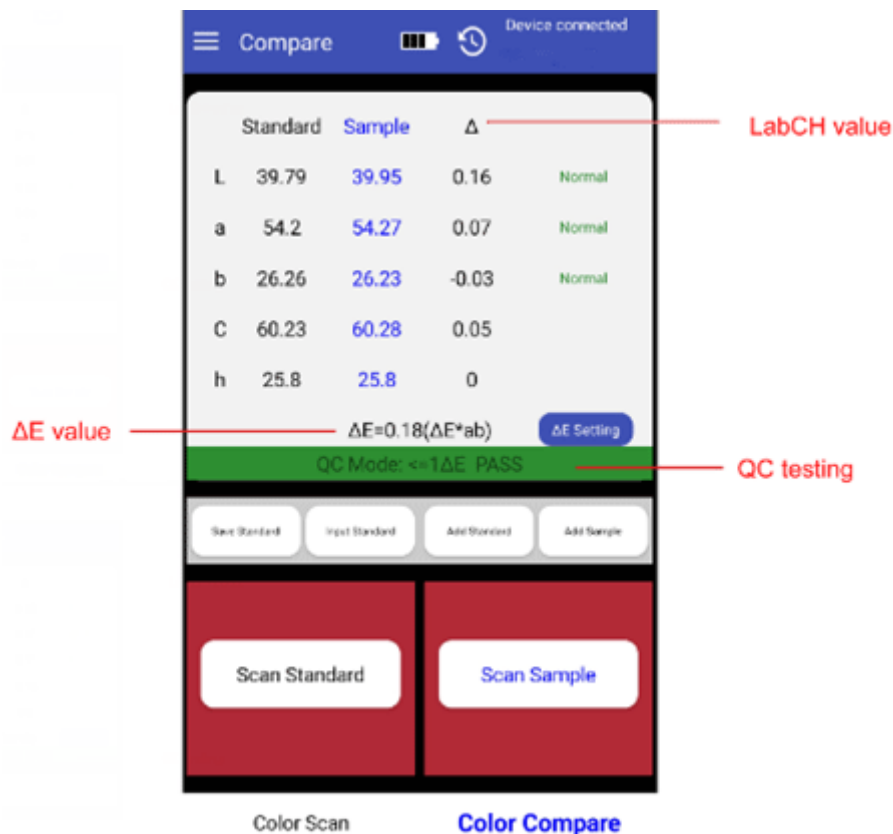 Compare
Device connected
Standard Sample Δ
LabCH value
L 39.79 39.95 0.16 Normal
a 54.2 54.27 0.07 Normal
b 26.26 26.23 -0.03 Normal
C 60.23 60.28 0.05
h 25.8 25.8 0
ΔE value
ΔE=0.18(ΔE*ab)
ΔE Setting
QC Mode: <=1ΔE PASS
QC testing
Save Standard
Input Standard
Add Standard
Add Sample
Scan Standard
Scan Sample
Color Scan
Color Compare